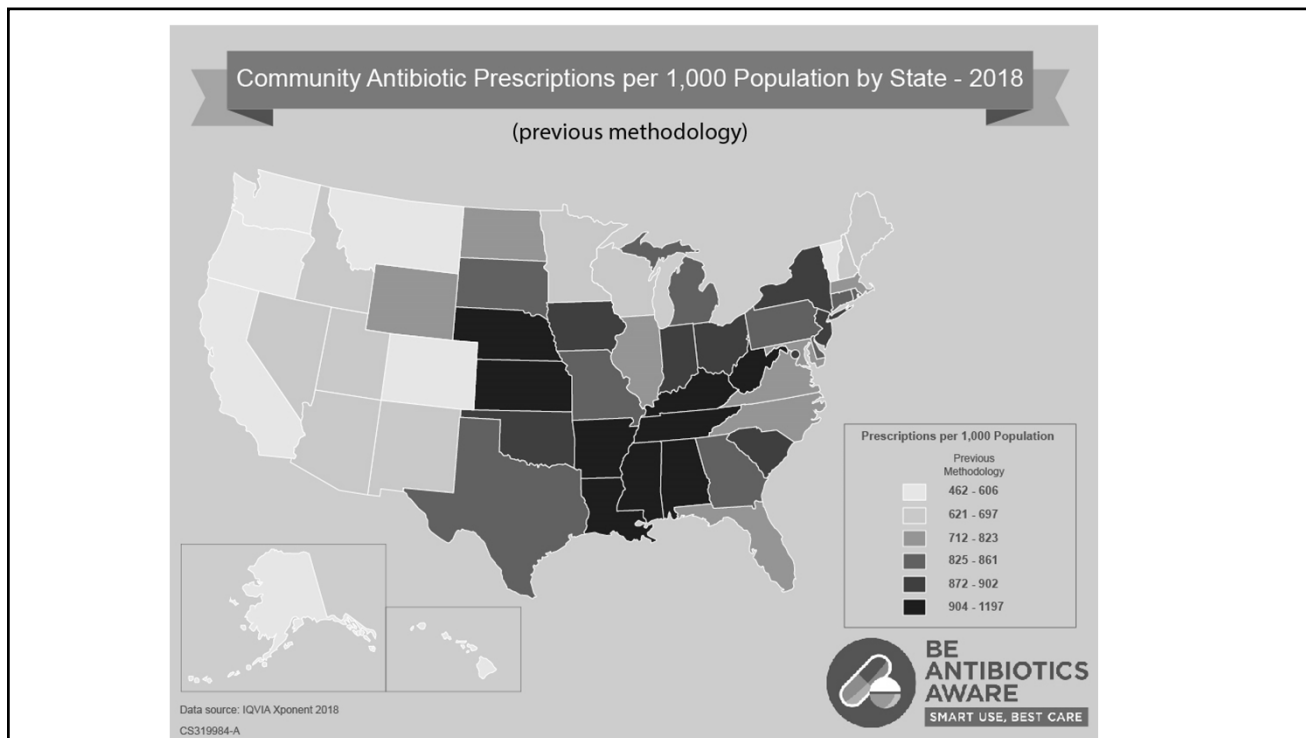 Community Antibiotic Prescriptions per 1,000 Population by State - 2018
(previous methodology)
Prescriptions per 1,000 Population
Previous
Methodology
462 - 606
621 - 697
712 - 823
825 - 861
872 - 902
904 - 1197
Data source: IQVIA Xponent 2018
CS319984-A
BE
ANTIBIOTICS
AWARE
SMART USE, BEST CARE